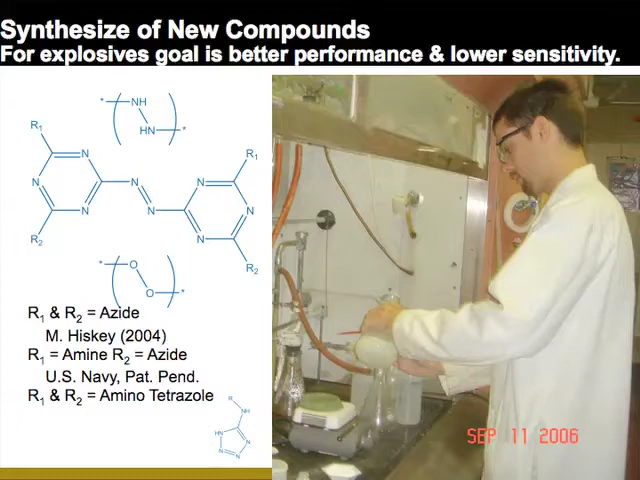 Synthesize of New Compounds
For explosives goal is better performance & lower sensitivity.
* NH
HN *
R1 N R1
N N N N
N N N N
R2 R2
* O
O *
R1 & R2 = Azide
M. Hiskey (2004)
R1 = Amine R2 = Azide
U.S. Navy, Pat. Pend.
R1 & R2 = Amino Tetrazole
R
NH
HN N
N N
SEP 11 2006